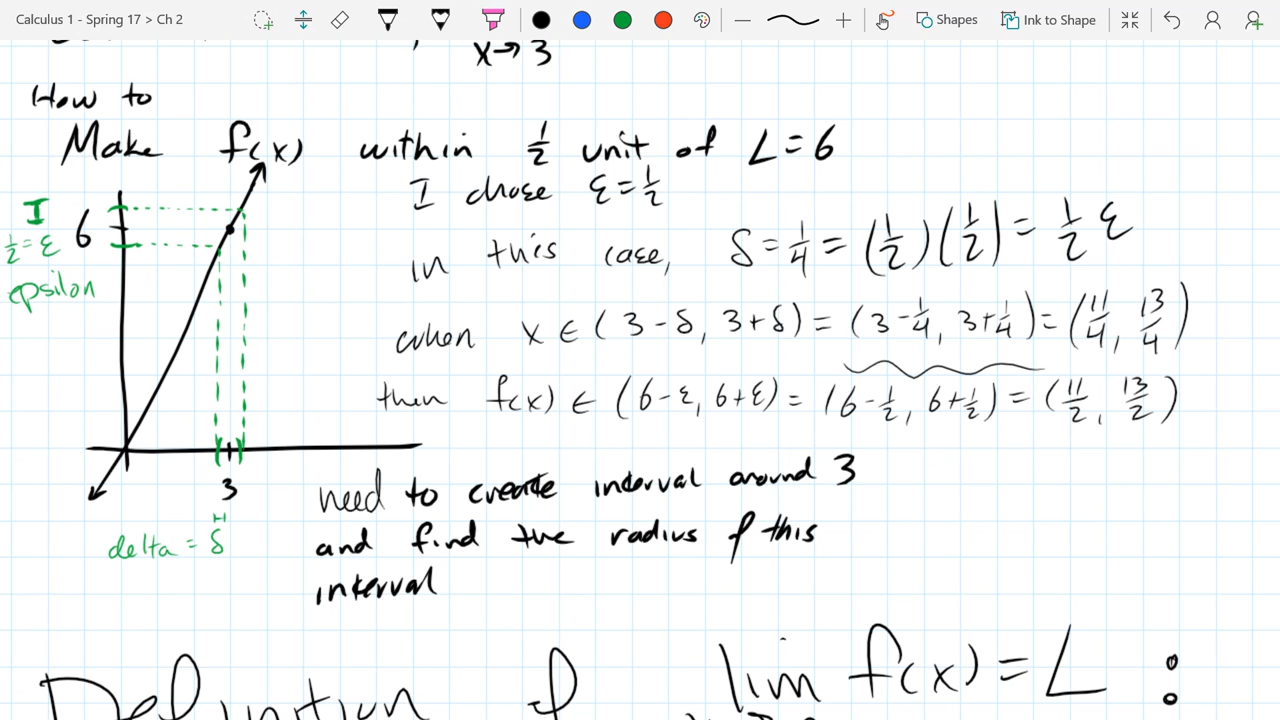 Calculus 1 - Spring 17 > Ch 2
Shapes
Ink to Shape
x→3
How to
Make f(x) within 1/2 unit of L = 6
I chose ε = 1/2
in this case, δ = 1/4 = (1/2)(1/2) = 1/2 ε
when x ∈ (3-δ, 3+δ) = (3-1/4, 3+1/4) = (11/4, 13/4)
then f(x) ∈ (6-ε, 6+ε) = (6-1/2, 6+1/2) = (11/2, 13/2)
6
1/2 = ε
epsilon
3
delta = δ
need to create interval around 3
and find the radius of this
interval
Definition of lim f(x) = L :